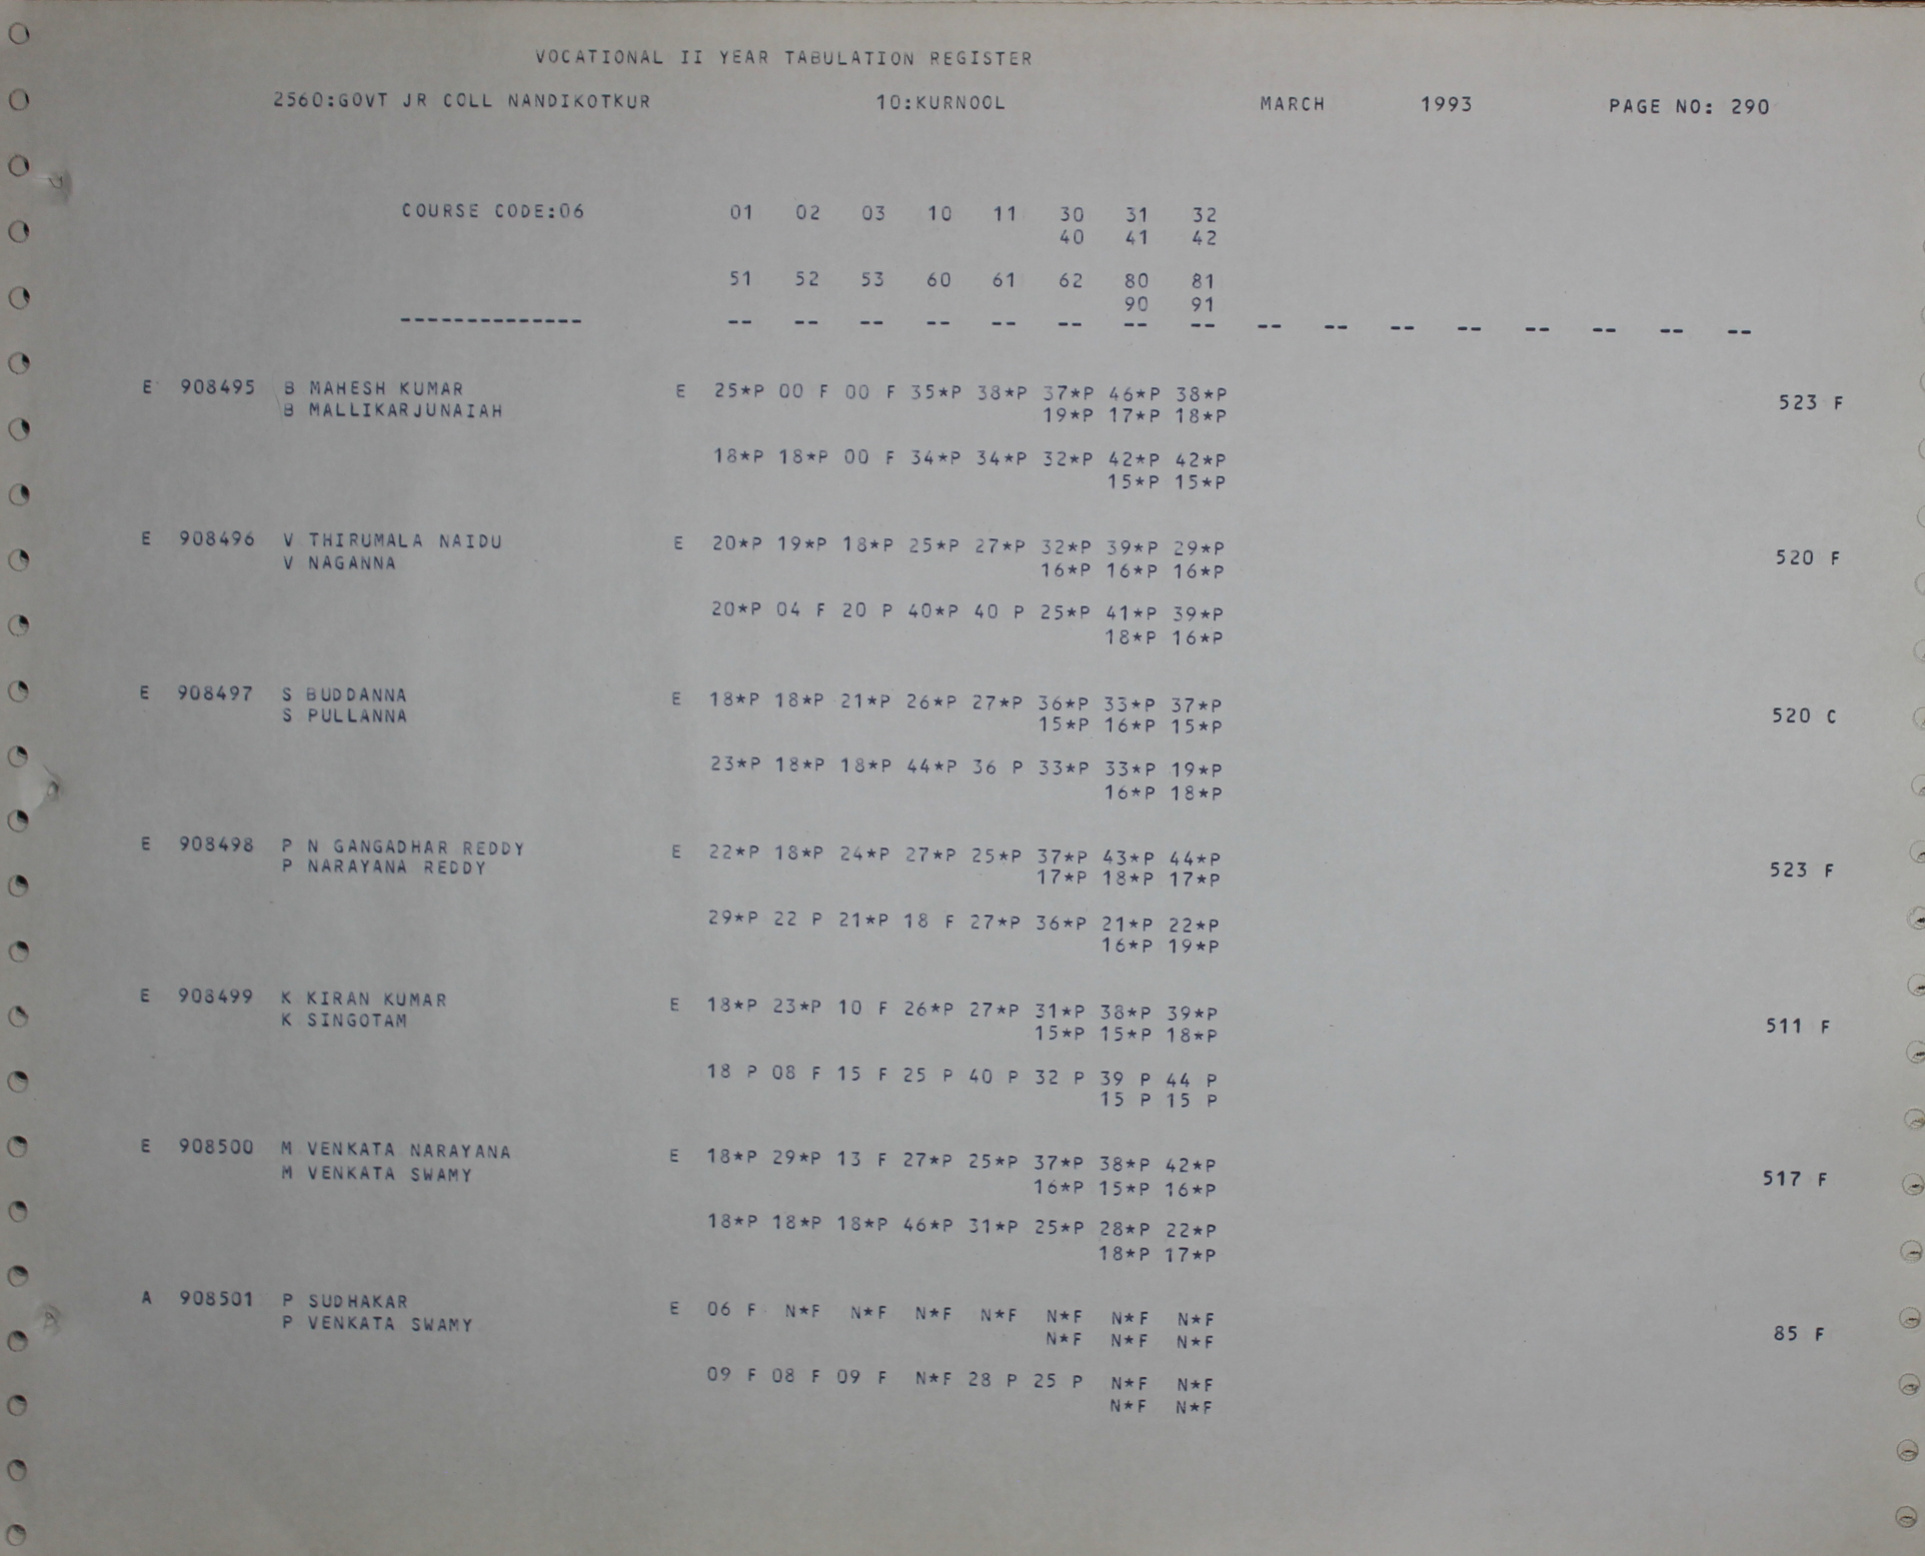 VOCATIONAL II YEAR TABULATION REGISTER
2560:GOVT JR COLL NANDIKOTKUR 10:KURNOOL MARCH 1993 PAGE NO: 290
COURSE CODE:06 01 02 03 10 11 30 31 32
40 41 42
51 52 53 60 61 62 80 81
90 91
-------------- -- -- -- -- -- -- -- -- -- -- -- -- -- -- -- --
E 908495 B MAHESH KUMAR E 25*P 00 F 00 F 35*P 38*P 37*P 46*P 38*P
B MALLIKARJUNAIAH 19*P 17*P 18*P 523 F
18*P 18*P 00 F 34*P 34*P 32*P 42*P 42*P
15*P 15*P
E 908496 V THIRUMALA NAIDU E 20*P 19*P 18*P 25*P 27*P 32*P 39*P 29*P
V NAGANNA 16*P 16*P 16*P 520 F
20*P 04 F 20 P 40*P 40 P 25*P 41*P 39*P
18*P 16*P
E 908497 S BUDDANNA E 18*P 18*P 21*P 26*P 27*P 36*P 33*P 37*P
S PULLANNA 15*P 16*P 15*P 520 C
23*P 18*P 18*P 44*P 36 P 33*P 33*P 19*P
16*P 18*P
E 908498 P N GANGADHAR REDDY E 22*P 18*P 24*P 27*P 25*P 37*P 43*P 44*P
P NARAYANA REDDY 17*P 18*P 17*P 523 F
29*P 22 P 21*P 18 F 27*P 36*P 21*P 22*P
16*P 19*P
E 908499 K KIRAN KUMAR E 18*P 23*P 10 F 26*P 27*P 31*P 38*P 39*P
K SINGOTAM 15*P 15*P 18*P 511 F
18 P 08 F 15 F 25 P 40 P 32 P 39 P 44 P
15 P 15 P
E 908500 M VENKATA NARAYANA E 18*P 29*P 13 F 27*P 25*P 37*P 38*P 42*P
M VENKATA SWAMY 16*P 15*P 16*P 517 F
18*P 18*P 18*P 46*P 31*P 25*P 28*P 22*P
18*P 17*P
A 908501 P SUDHAKAR E 06 F N*F N*F N*F N*F N*F N*F N*F
P VENKATA SWAMY N*F N*F N*F 85 F
09 F 08 F 09 F N*F 28 P 25 P N*F N*F
N*F N*F